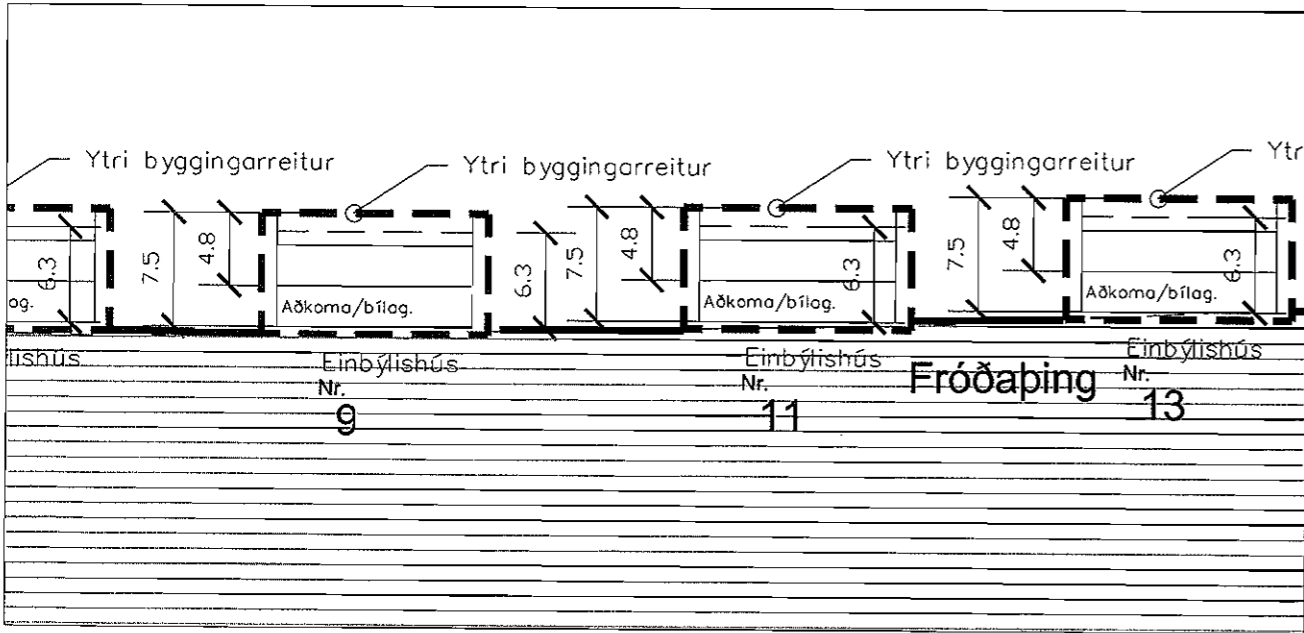 Ytri byggingarreitur
Ytri byggingarreitur
Ytri byggingarreitur
Ytr
6.3
7.5
4.8
6.3
7.5
4.8
6.3
7.5
4.8
6.3
og.
Aðkoma/bílag.
Aðkoma/bílag.
Aðkoma/bílag.
lishús
Einbýlishús
Nr.
9
Einbýlishús
Nr.
11
Fróðaþing
Einbýlishús
Nr.
13